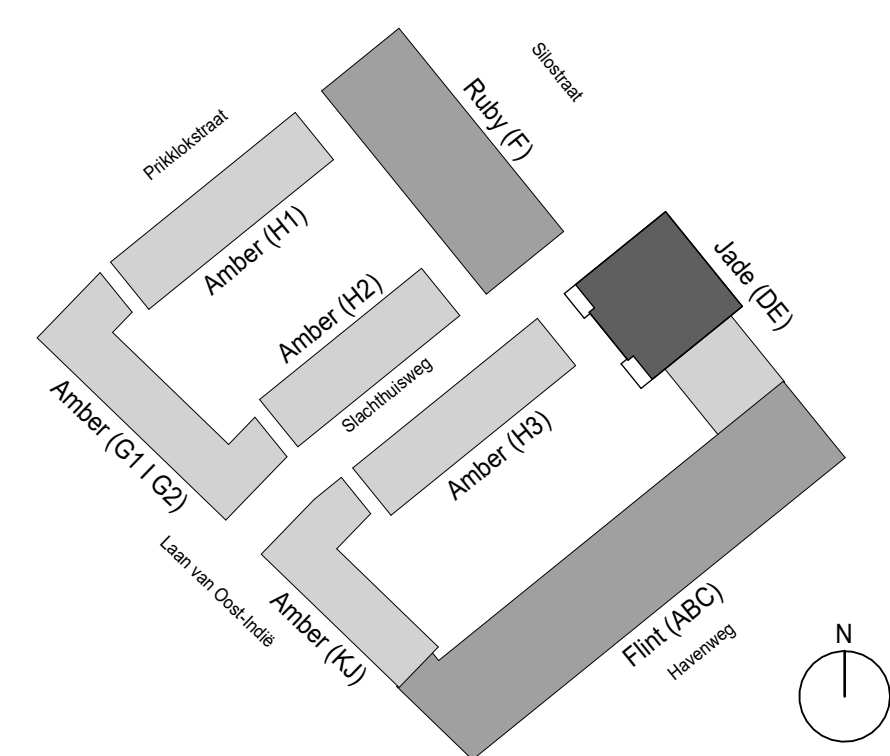 Silostraat
Ruby (F)
Prikklokstraat
Amber (H1)
Jade (DE)
Amber (H2)
Slachthuisweg
Amber (G1 I G2)
Amber (H3)
Laan van Oost-Indië
Amber (KJ)
Flint (ABC)
Havenweg
N